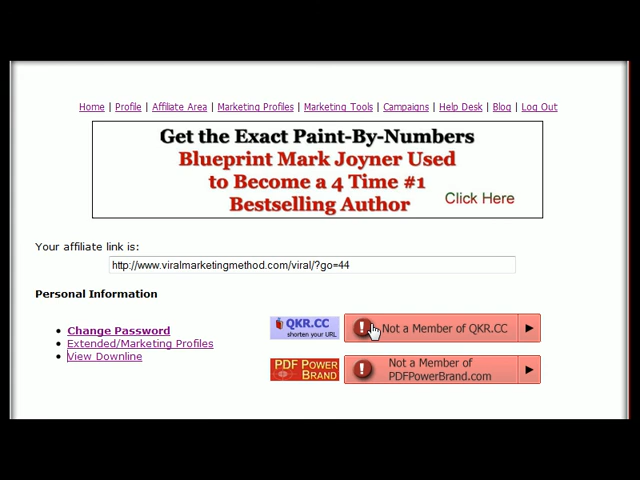 Home | Profile | Affiliate Area | Marketing Profiles | Marketing Tools | Campaigns | Help Desk | Blog | Log Out
Get the Exact Paint-By-Numbers
Blueprint Mark Joyner Used
to Become a 4 Time #1
Bestselling Author
Click Here
Your affiliate link is:
http://www.viralmarketingmethod.com/viral/?go=44
Personal Information
Change Password
Extended/Marketing Profiles
View Downline
QKR.CC
shorten your URL
Not a Member of QKR.CC
PDF POWER
BRAND
Not a Member of
PDFPowerBrand.com